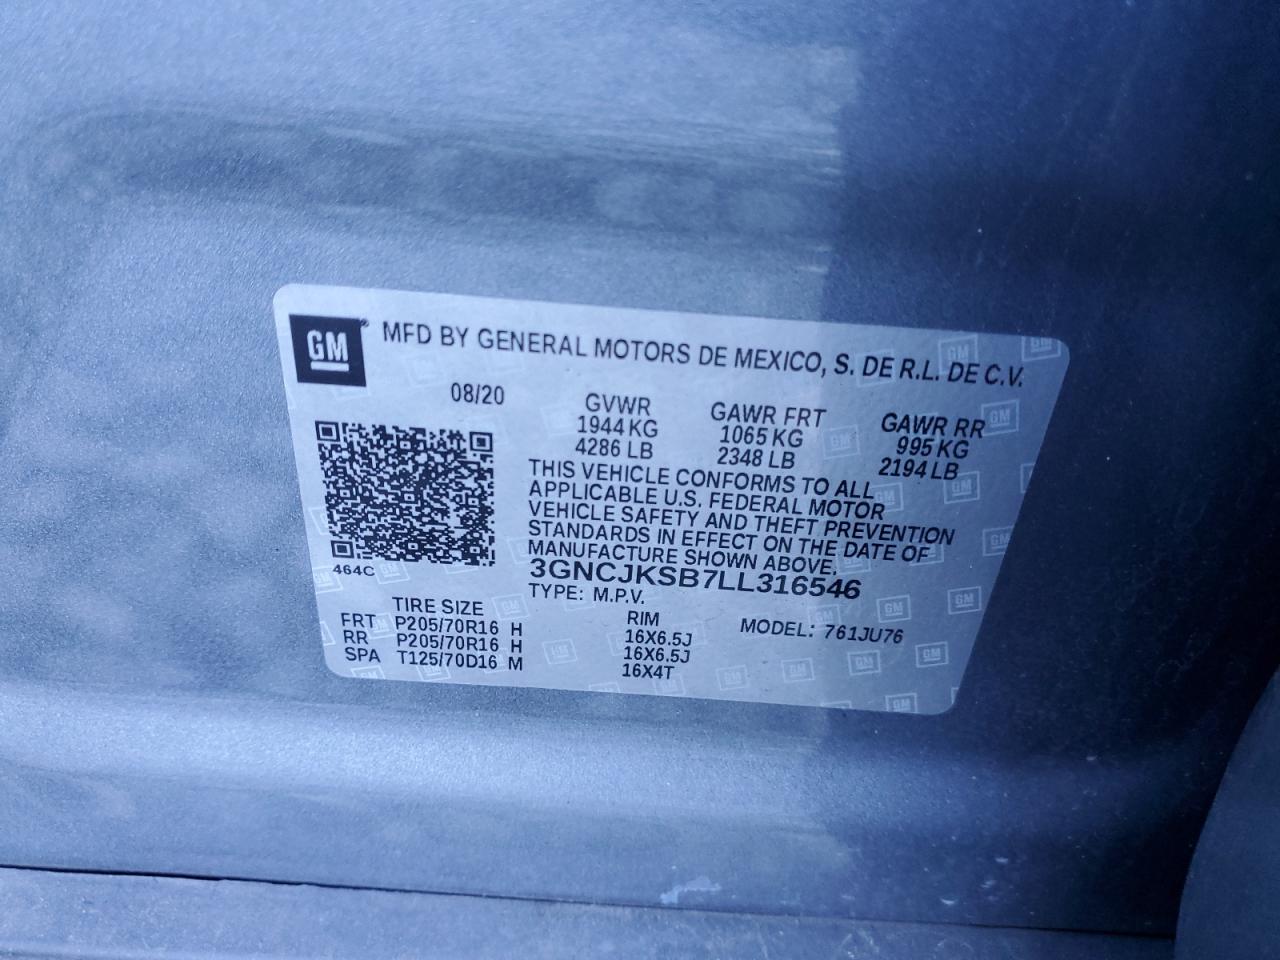 GM® MFD BY GENERAL MOTORS DE MEXICO, S. DE R.L. DE C.V.
08/20 GVWR GAWR FRT GAWR RR
1944 KG 1065 KG 995 KG
4286 LB 2348 LB 2194 LB
THIS VEHICLE CONFORMS TO ALL
APPLICABLE U.S. FEDERAL MOTOR
VEHICLE SAFETY AND THEFT PREVENTION
STANDARDS IN EFFECT ON THE DATE OF
MANUFACTURE SHOWN ABOVE.
464C 3GNCJKSB7LL316546
TYPE: M.P.V.
TIRE SIZE RIM MODEL: 761JU76
FRT P205/70R16 H 16X6.5J
RR P205/70R16 H 16X6.5J
SPA T125/70D16 M 16X4T